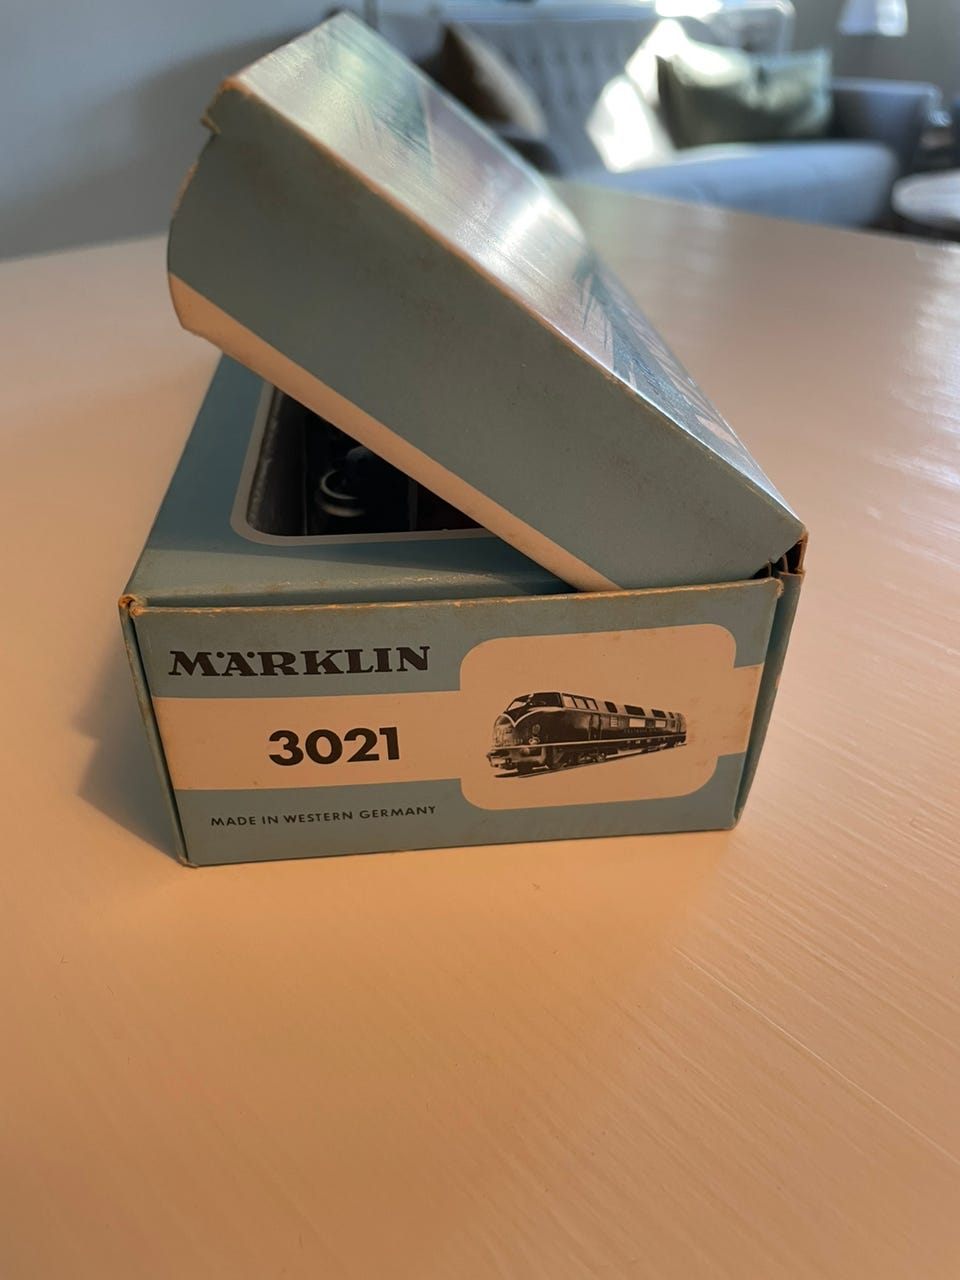 MÄRKLIN
3021
MADE IN WESTERN GERMANY